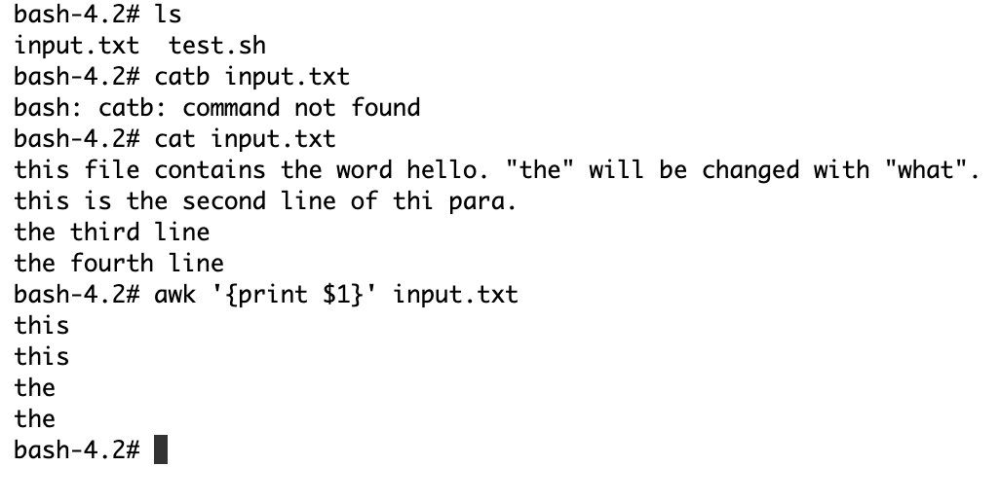 bash-4.2# ls
input.txt  test.sh
bash-4.2# catb input.txt
bash: catb: command not found
bash-4.2# cat input.txt
this file contains the word hello. "the" will be changed with "what".
this is the second line of thi para.
the third line
the fourth line
bash-4.2# awk '{print $1}' input.txt
this
this
the
the
bash-4.2#